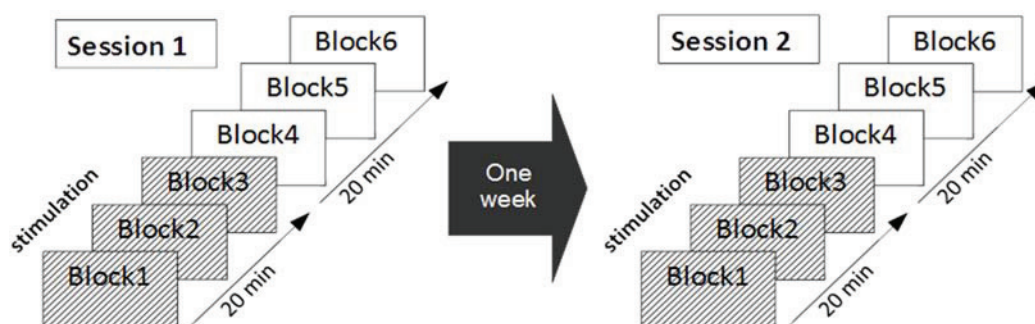 Session 1
Block6
Block5
Block4
Block3
Block2
Block1
stimulation
20 min
20 min
One
week
Session 2
Block6
Block5
Block4
Block3
Block2
Block1
stimulation
20 min
20 min